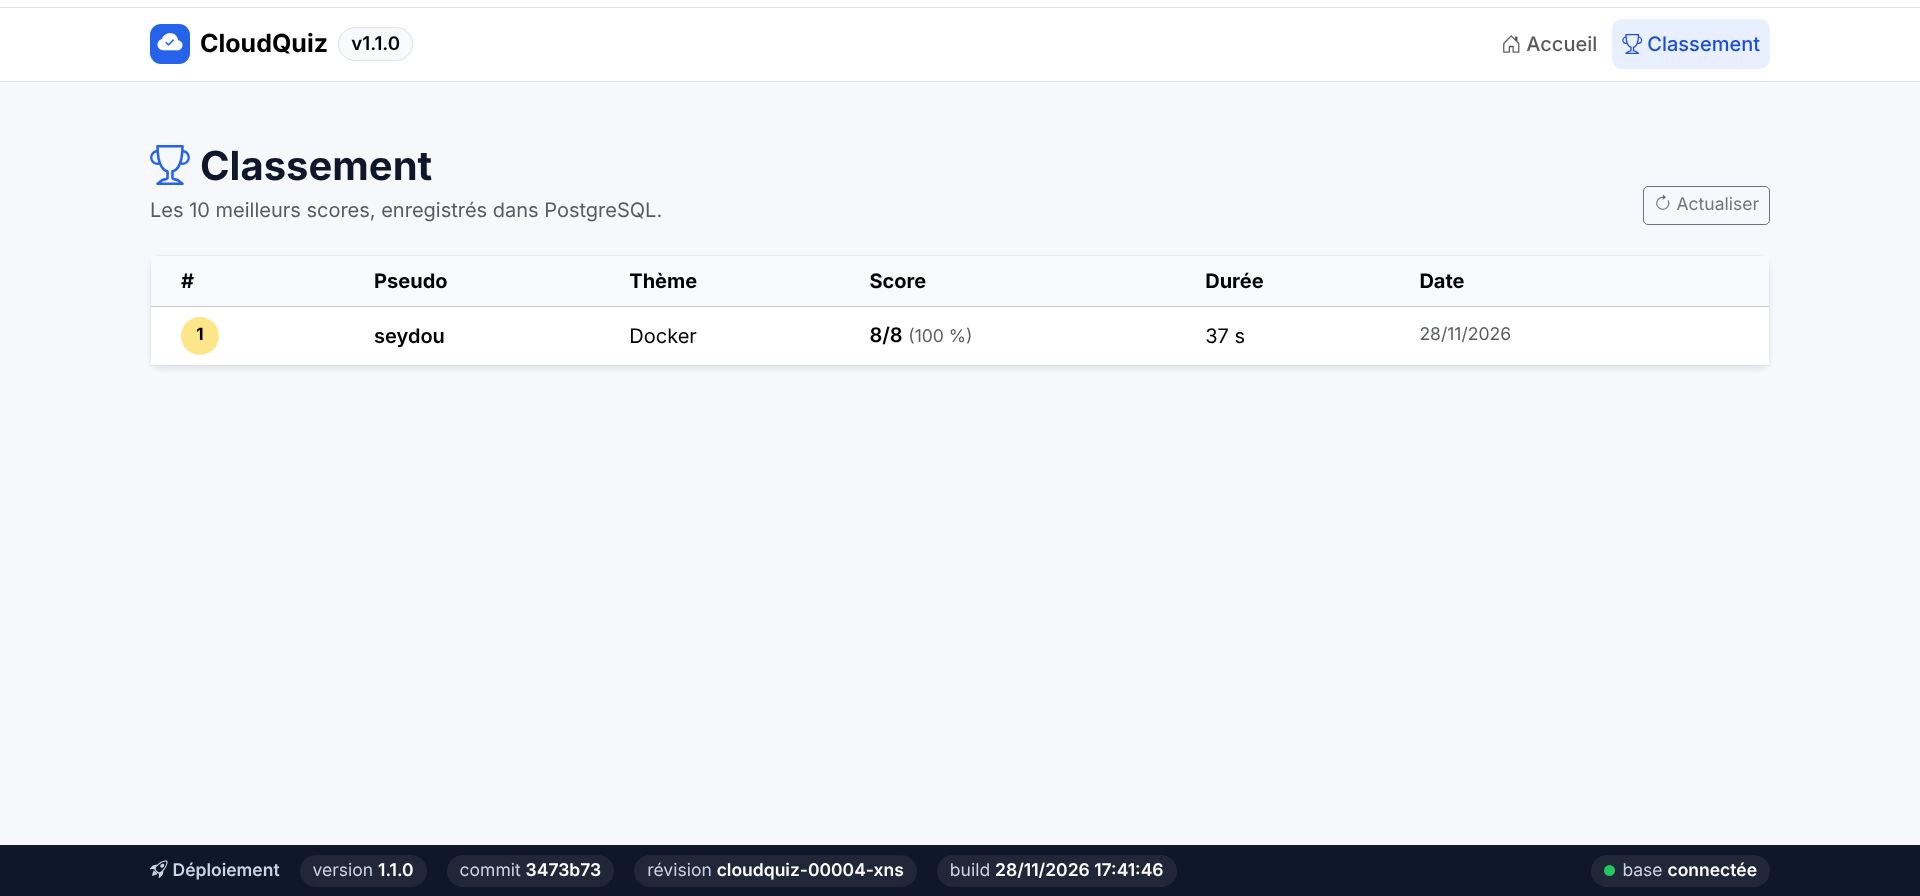 CloudQuiz v1.1.0 Accueil Classement
Classement
Les 10 meilleurs scores, enregistrés dans PostgreSQL.
Actualiser
# Pseudo Thème Score Durée Date
1 seydou Docker 8/8 (100 %) 37 s 28/11/2026
Déploiement version 1.1.0 commit 3473b73 révision cloudquiz-00004-xns build 28/11/2026 17:41:46 base connectée